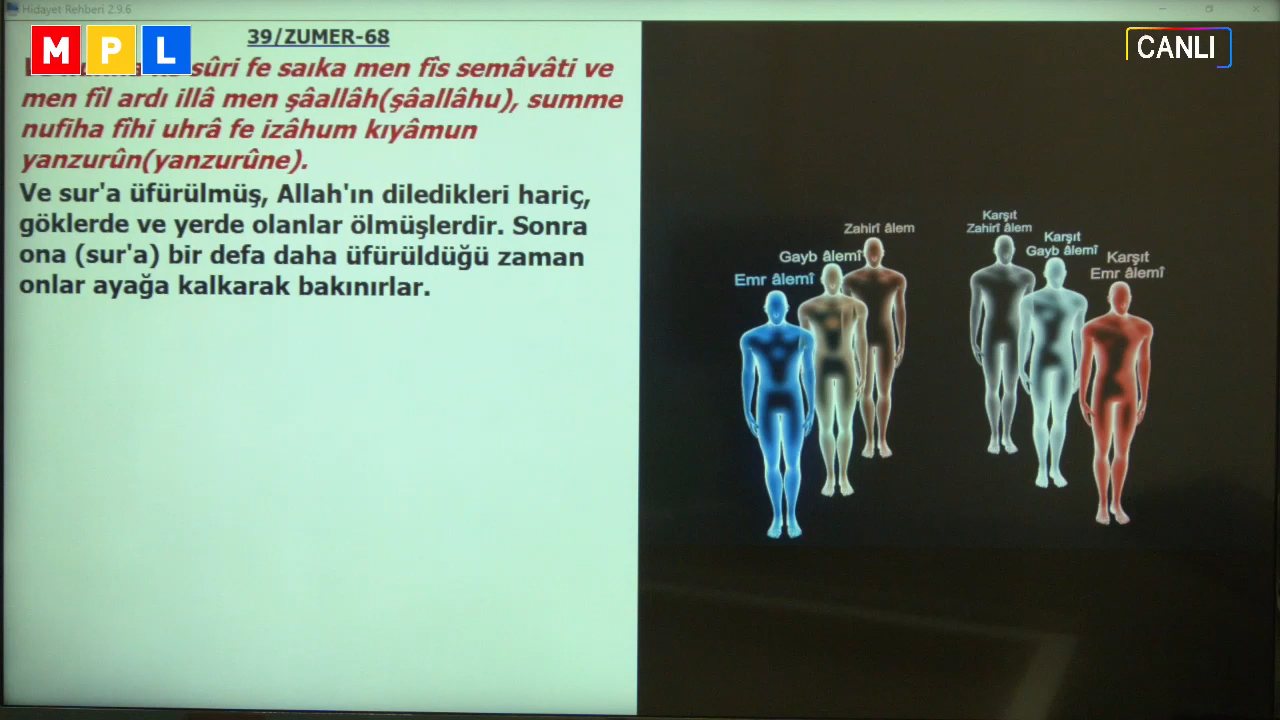 Hidayet Rehberi 2.9.6
MPL
CANLI
39/ZUMER-68
sûri fe saıka men fîs semâvâti ve
men fîl ardı illâ men şâallâh(şâallâhu), summe
nufiha fîhi uhrâ fe izâhum kıyâmun
yanzurûn(yanzurûne).
Ve sur'a üfürülmüş, Allah'ın diledikleri hariç,
göklerde ve yerde olanlar ölmüşlerdir. Sonra
ona (sur'a) bir defa daha üfürüldüğü zaman
onlar ayağa kalkarak bakınırlar.
Emr âlemî
Gayb âlemî
Zahirî âlem
Karşıt
Zahirî âlem
Karşıt
Gayb âlemî
Karşıt
Emr âlemî